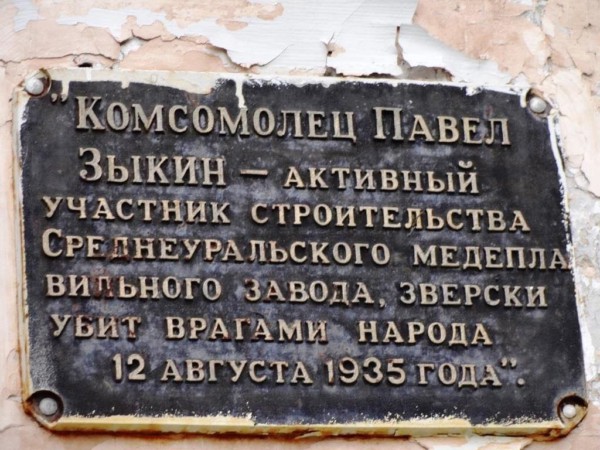 "Комсомолец Павел
Зыкин — активный
участник строительства
Среднеуральского медепла
вильного завода, зверски
убит врагами народа
12 августа 1935 года".